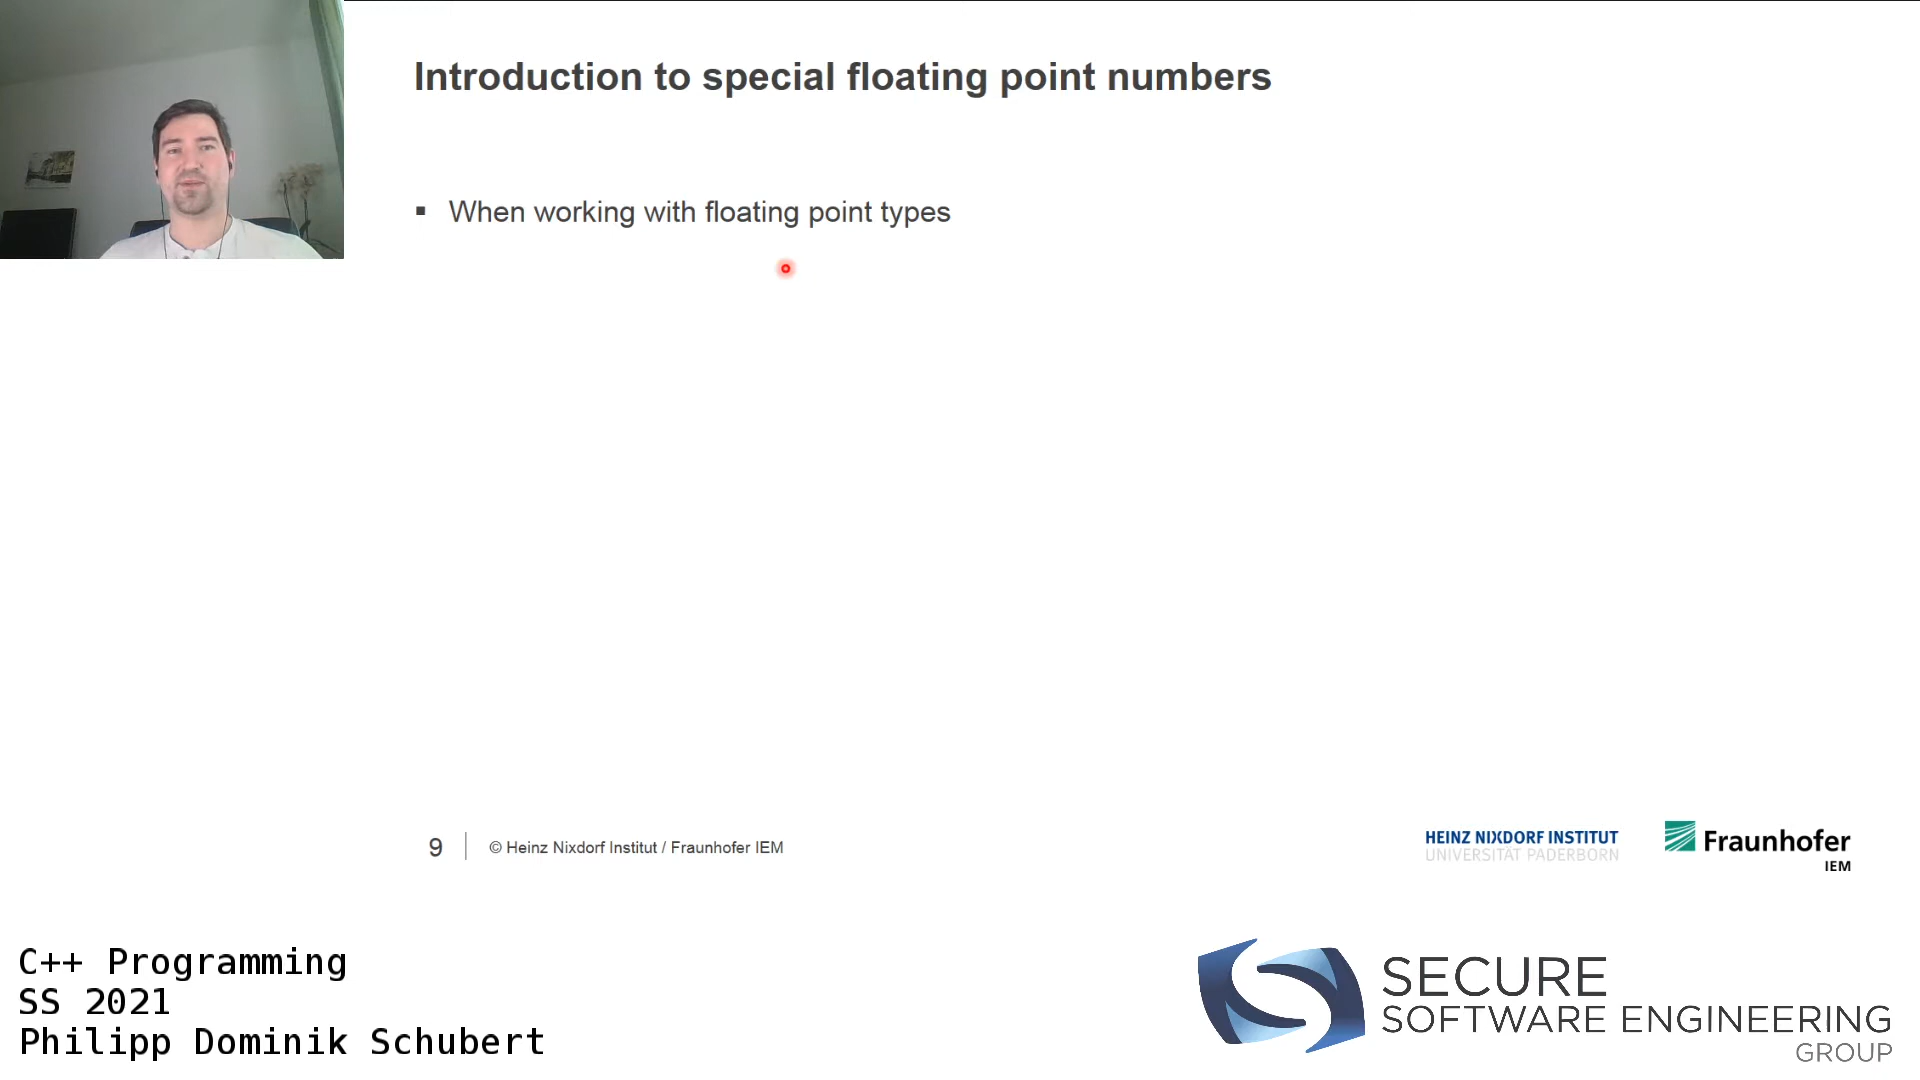 Introduction to special floating point numbers
▪ When working with floating point types
9
© Heinz Nixdorf Institut / Fraunhofer IEM
HEINZ NIXDORF INSTITUT
UNIVERSITÄT PADERBORN
Fraunhofer
IEM
C++ Programming
SS 2021
Philipp Dominik Schubert
SECURE
SOFTWARE ENGINEERING
GROUP